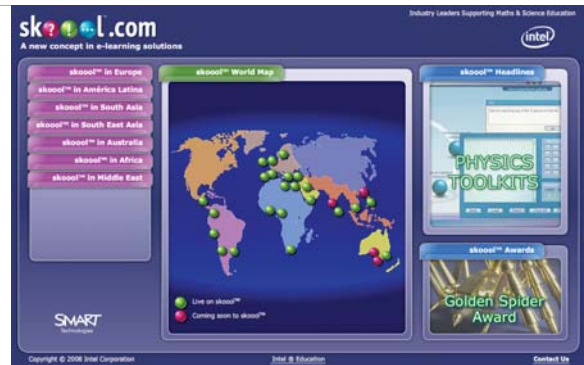 Industry Leaders Supporting Maths & Science Education
skoool.com
A new concept in e-learning solutions
intel
skoool™ in Europe
skoool™ in América Latina
skoool™ in South Asia
skoool™ in South East Asia
skoool™ in Australia
skoool™ in Africa
skoool™ in Middle East
SMART
Technologies
skoool™ World Map
Live on skoool™
Coming soon to skoool™
skoool™ Headlines
PHYSICS
TOOLKITS
skoool™ Awards
Golden Spider
Award
Copyright © 2008 Intel Corporation
Intel ® Education
Contact Us